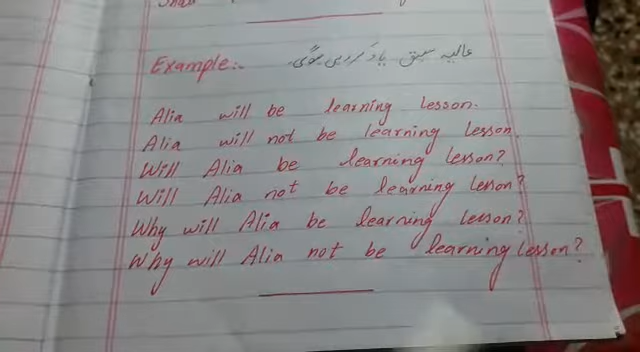 Example:- عالیہ سبق یاد کررہی ہوگی۔
Alia will be learning lesson.
Alia will not be learning lesson.
Will Alia be learning lesson?
Will Alia not be learning lesson?
Why will Alia be learning lesson?
Why will Alia not be learning lesson?